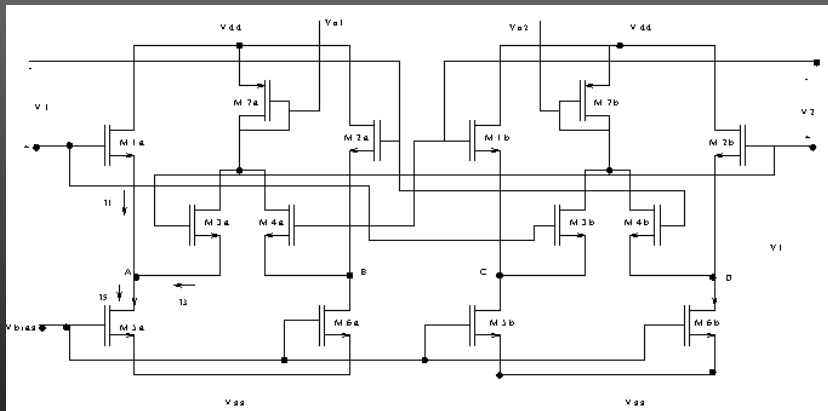 Vdd Vo1 Vo2 Vdd
- -
V1 M7a M7b V2
+ M1a M2a M1b M2b +
I1 M3a M4a M3b M4b
V1
A B C D
I5 I3
Vbias M5a M6a M5b M6b
Vss Vss